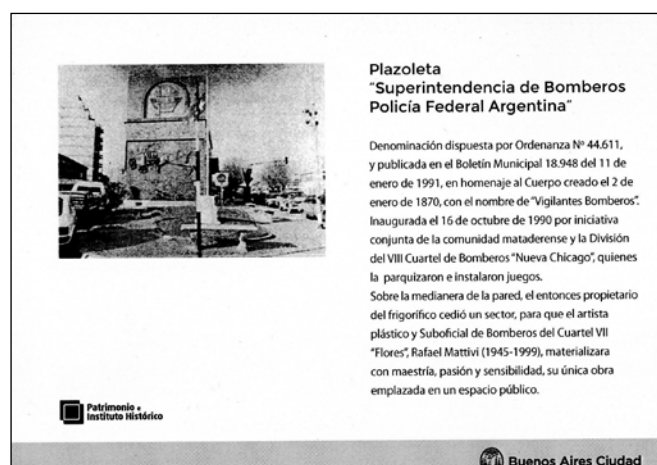 Plazoleta
"Superintendencia de Bomberos
Policía Federal Argentina"
Denominación dispuesta por Ordenanza Nº 44.611,
y publicada en el Boletín Municipal 18.948 del 11 de
enero de 1991, en homenaje al Cuerpo creado el 2 de
enero de 1870, con el nombre de "Vigilantes Bomberos".
Inaugurada el 16 de octubre de 1990 por iniciativa
conjunta de la comunidad mataderense y la División
del VIII Cuartel de Bomberos "Nueva Chicago", quienes
la parquizaron e instalaron juegos.
Sobre la medianera de la pared, el entonces propietario
del frigorífico cedió un sector, para que el artista
plástico y Suboficial de Bomberos del Cuartel VII
"Flores", Rafael Mattivi (1945-1999), materializara
con maestría, pasión y sensibilidad, su única obra
emplazada en un espacio público.
Patrimonio e
Instituto Histórico
Buenos Aires Ciudad